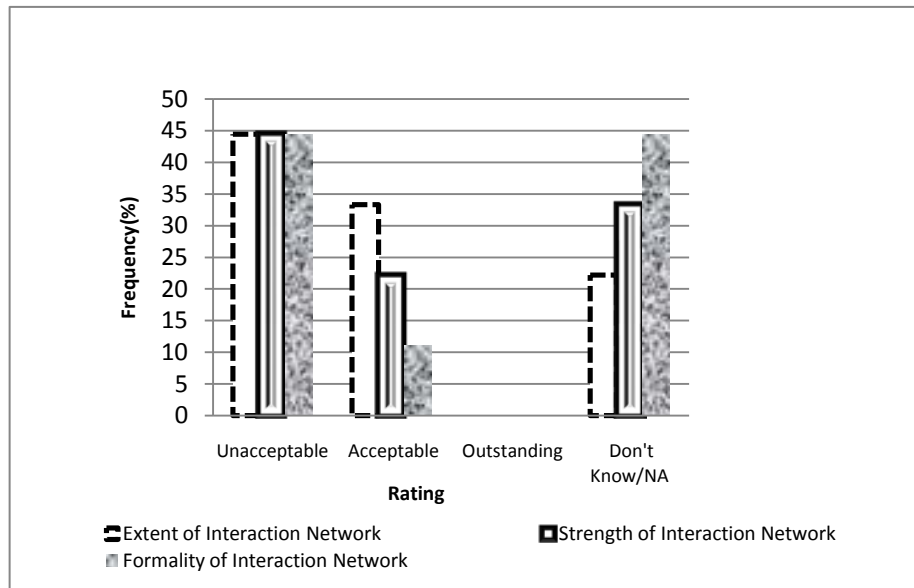 Frequency(%)
50
45
40
35
30
25
20
15
10
5
0
Unacceptable Acceptable Outstanding Don't
Know/NA
Rating
Extent of Interaction Network Strength of Interaction Network
Formality of Interaction Network